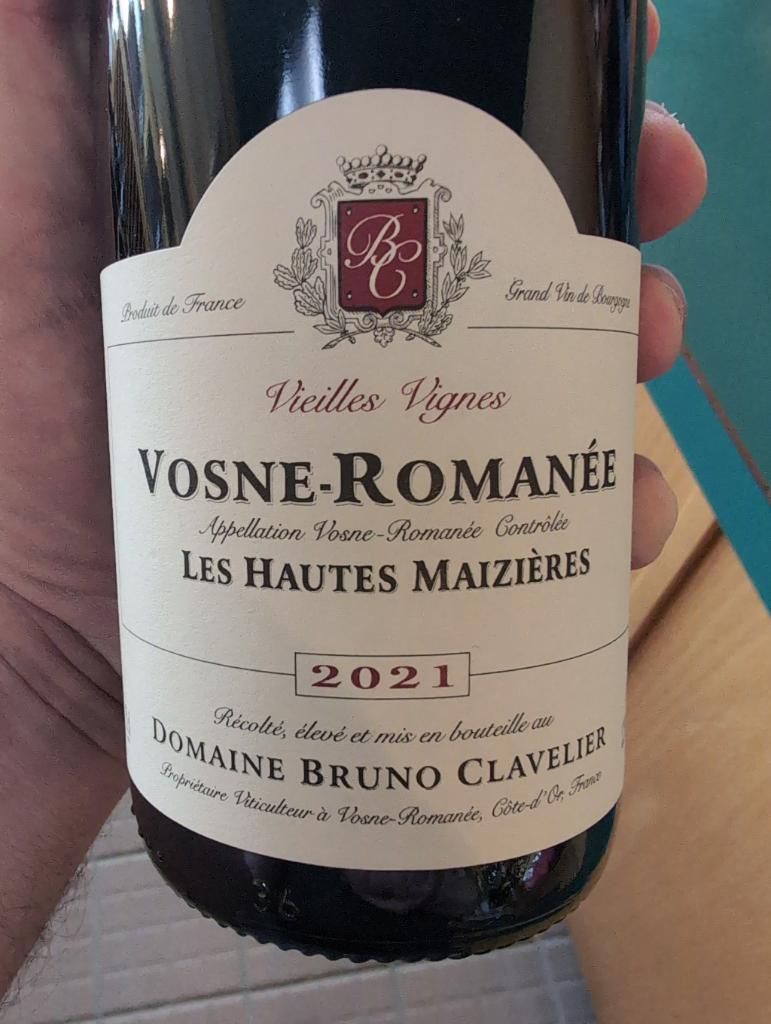 BC
Produit de France
Grand Vin de Bourgogne
Vieilles Vignes
VOSNE-ROMANÉE
Appellation Vosne-Romanée Contrôlée
LES HAUTES MAIZIÈRES
2021
Récolté, élevé et mis en bouteille au
DOMAINE BRUNO CLAVELIER
Propriétaire Viticulteur à Vosne-Romanée, Côte-d'Or, France
36